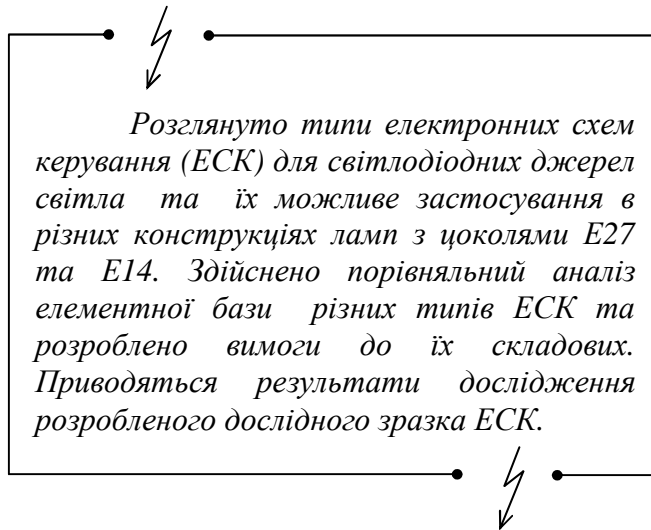 Розглянуто типи електронних схем
керування (ЕСК) для світлодіодних джерел
світла та їх можливе застосування в
різних конструкціях ламп з цоколями Е27
та Е14. Здійснено порівняльний аналіз
елементної бази різних типів ЕСК та
розроблено вимоги до їх складових.
Приводяться результати дослідження
розробленого дослідного зразка ЕСК.